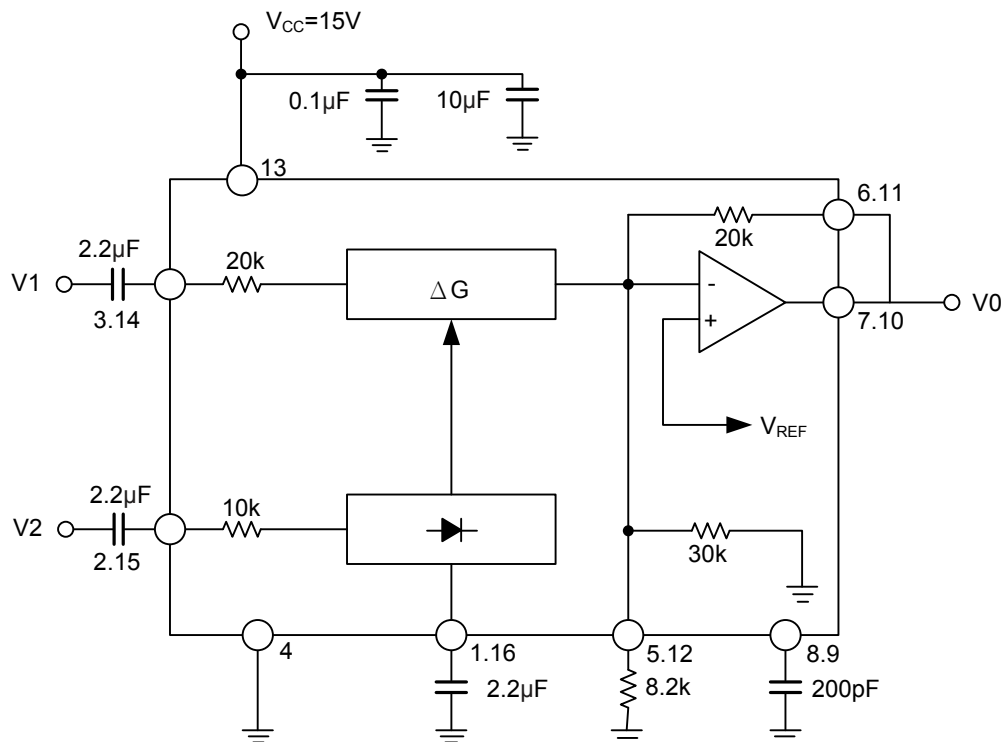 V_CC=15V
0.1µF
10µF
13
6.11
20k
2.2µF
20k
V1
ΔG
-
+
V0
3.14
7.10
V_REF
2.2µF
10k
V2
2.15
30k
4
1.16
5.12
8.9
2.2µF
8.2k
200pF